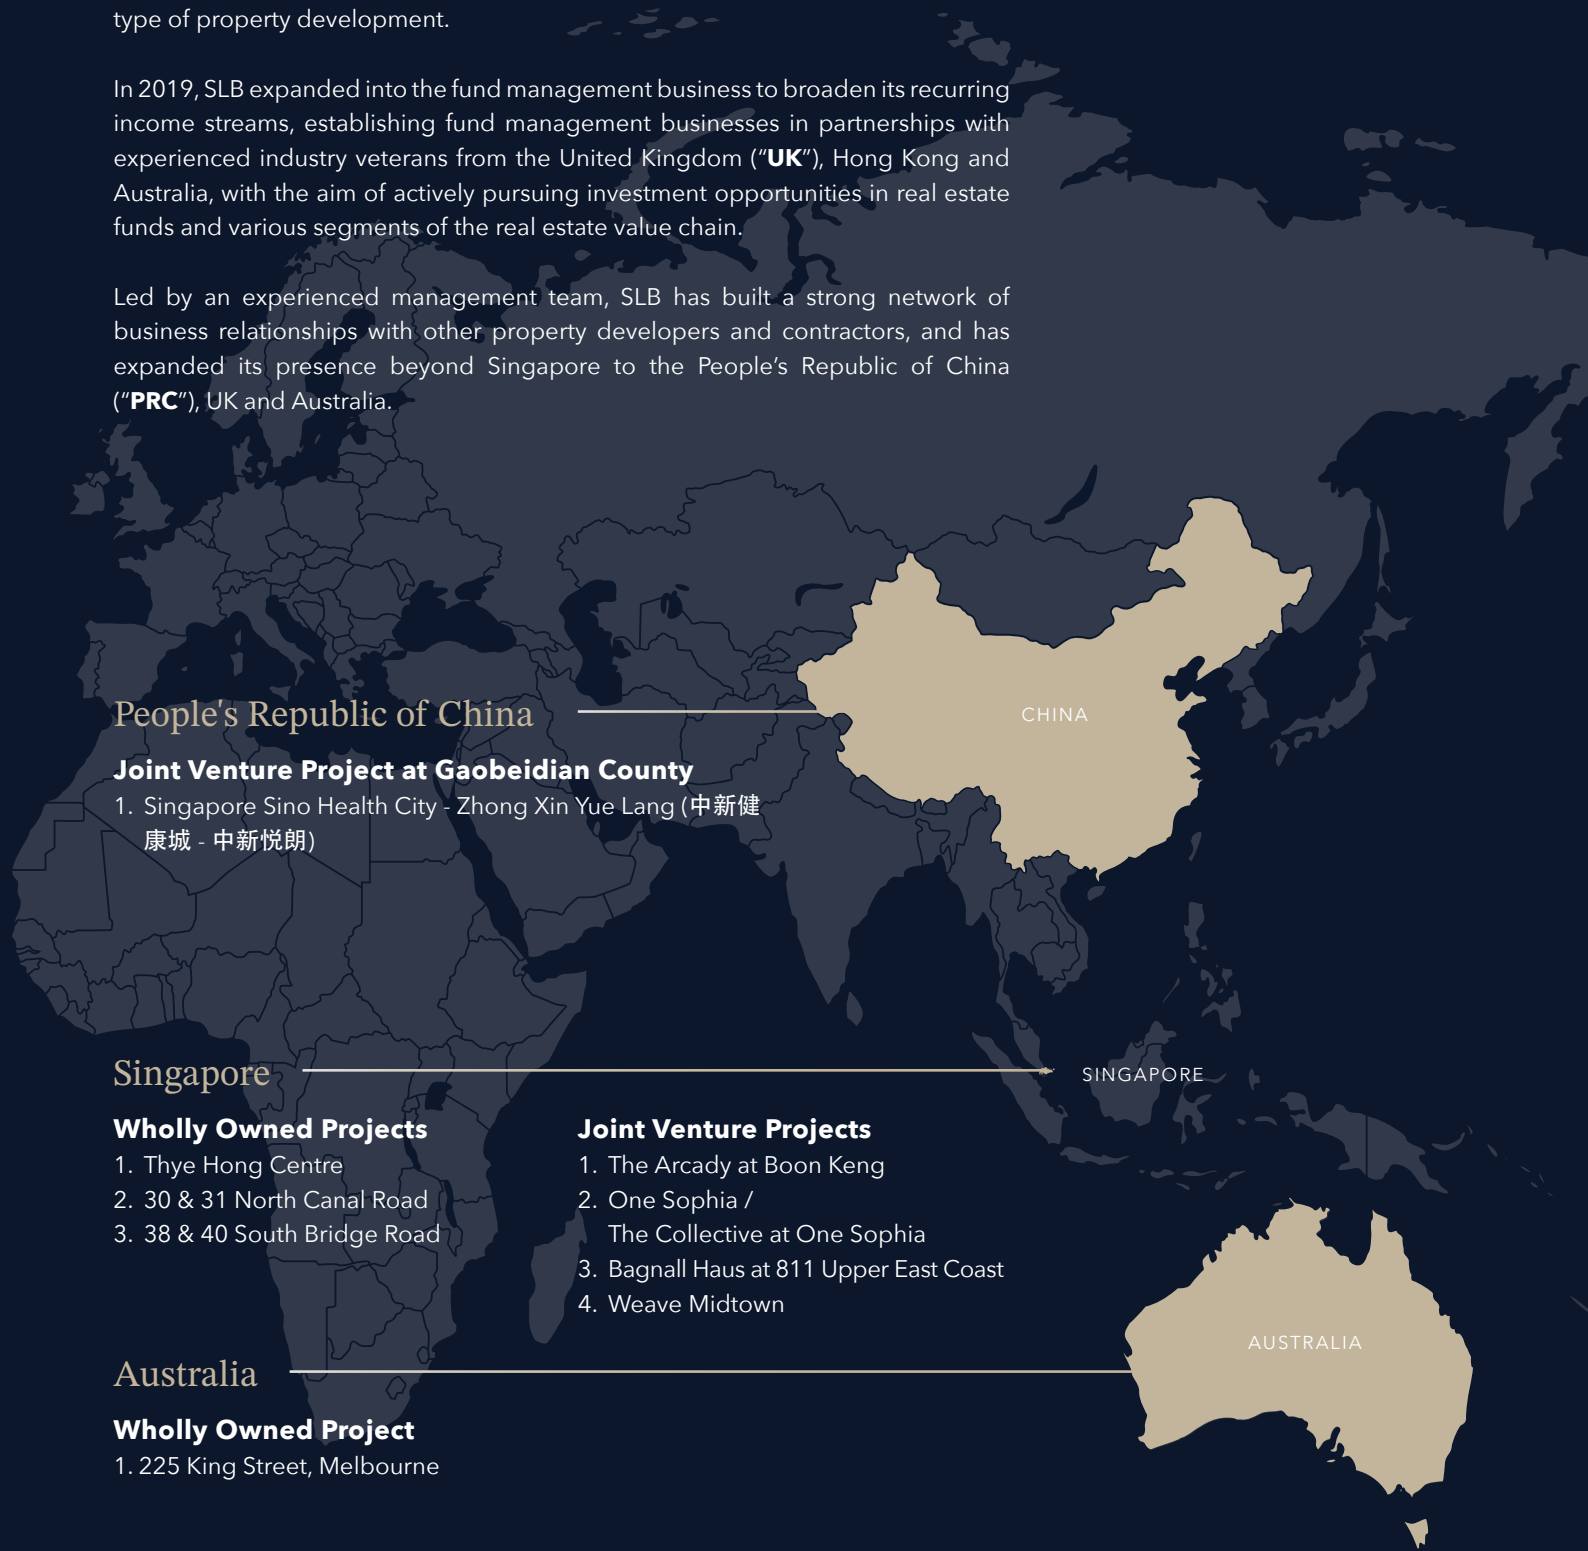 type of property development.
In 2019, SLB expanded into the fund management business to broaden its recurring
income streams, establishing fund management businesses in partnerships with
experienced industry veterans from the United Kingdom (“UK”), Hong Kong and
Australia, with the aim of actively pursuing investment opportunities in real estate
funds and various segments of the real estate value chain.
Led by an experienced management team, SLB has built a strong network of
business relationships with other property developers and contractors, and has
expanded its presence beyond Singapore to the People’s Republic of China
(“PRC”), UK and Australia.
People's Republic of China
CHINA
Joint Venture Project at Gaobeidian County
1. Singapore Sino Health City - Zhong Xin Yue Lang (中新健
康城 - 中新悦朗)
Singapore
SINGAPORE
Wholly Owned Projects
1. Thye Hong Centre
2. 30 & 31 North Canal Road
3. 38 & 40 South Bridge Road
Joint Venture Projects
1. The Arcady at Boon Keng
2. One Sophia /
The Collective at One Sophia
3. Bagnall Haus at 811 Upper East Coast
4. Weave Midtown
Australia
AUSTRALIA
Wholly Owned Project
1. 225 King Street, Melbourne